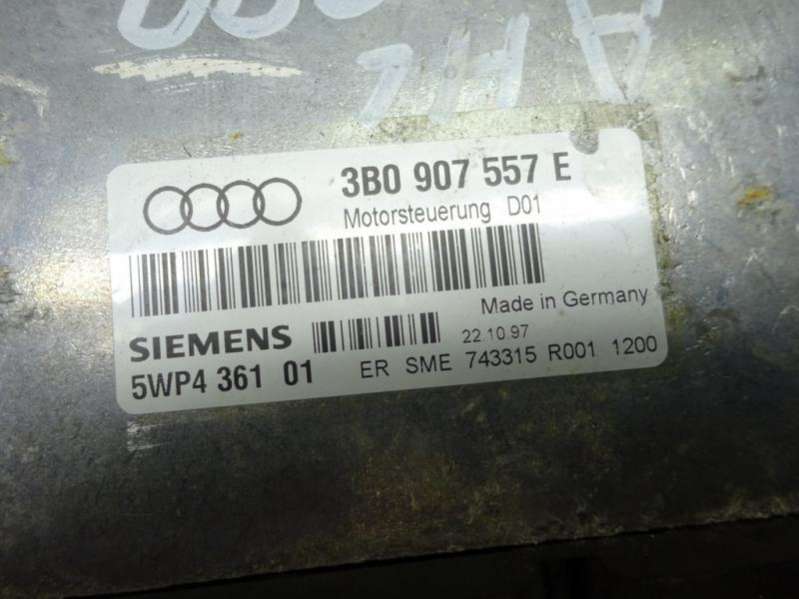 AHL
3B0 907 557 E
Motorsteuerung D01
Made in Germany
SIEMENS
22.10.97
5WP4 361 01
ER SME 743315 R001 1200